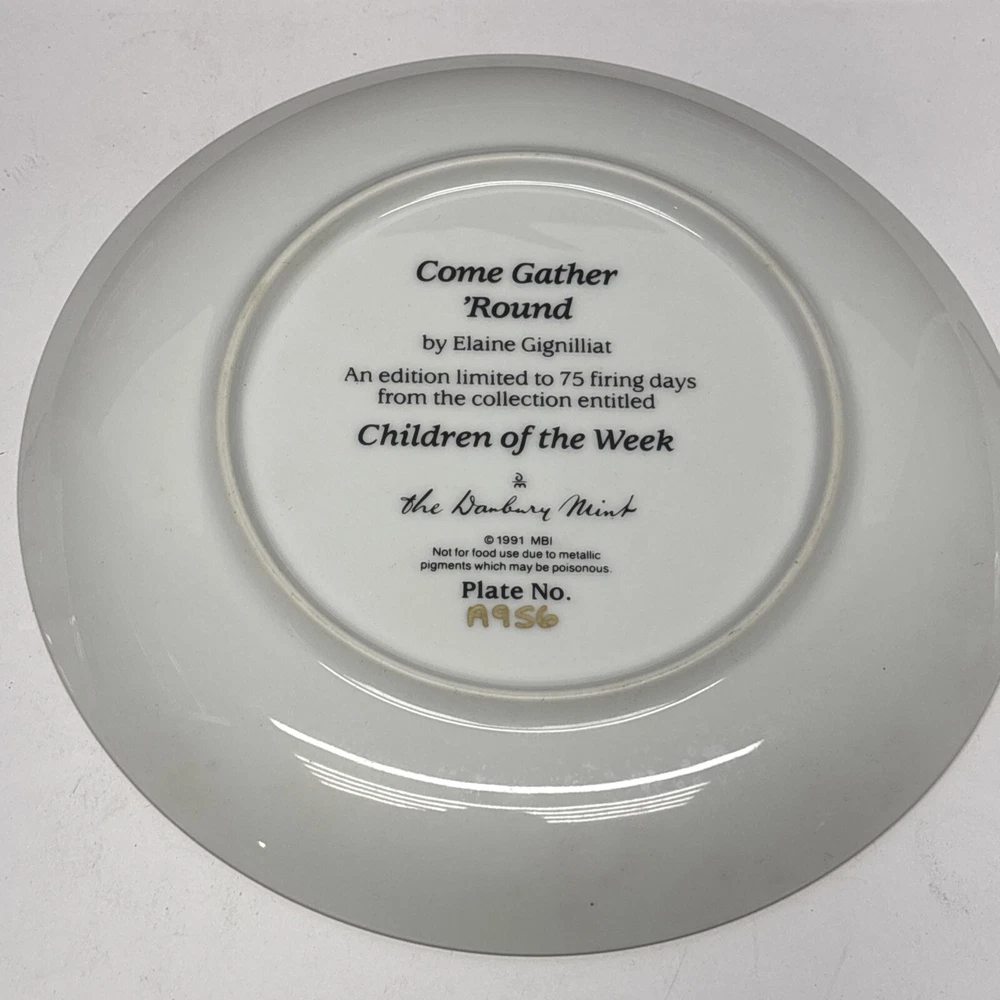 Come Gather
'Round
by Elaine Gignilliat
An edition limited to 75 firing days
from the collection entitled
Children of the Week
the Danbury Mint
© 1991 MBI
Not for food use due to metallic
pigments which may be poisonous.
Plate No.
A956